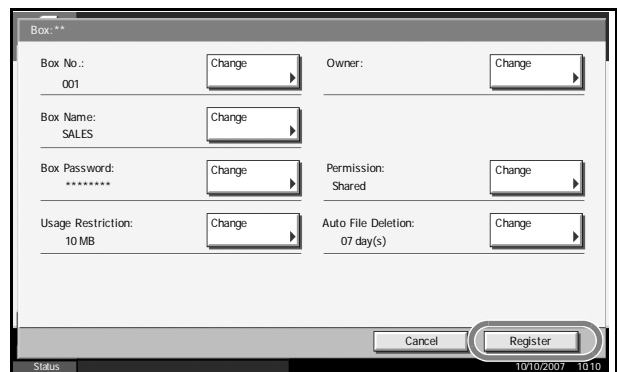 Box:**
Box No.: Change Owner: Change
001
Box Name: Change
SALES
Box Password: Change Permission: Change
******** Shared
Usage Restriction: Change Auto File Deletion: Change
10 MB 07 day(s)
Cancel Register
Status 10/10/2007 10:10